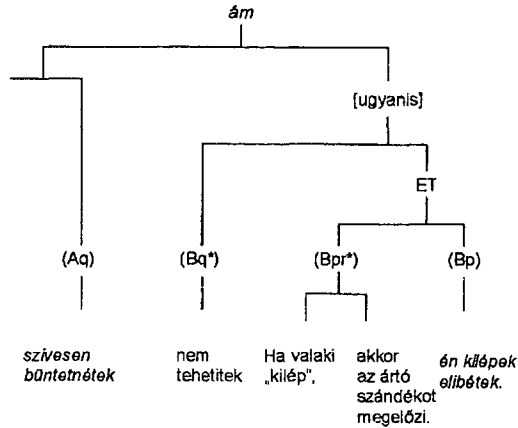 ám
{ugyanis}
ET
(Aq)
(Bq*)
(Bpr*)
(Bp)
szivesen
büntetnétek
nem
tehetitek
Ha valaki
„kilép”,
akkor
az ártó
szándékot
megelőzi.
én kilépek
elibétek.